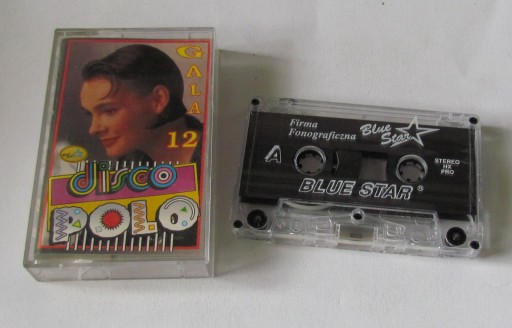 GALA
12
disco
POLO
Firma
Fonograficzna
Blue
Star
A
STEREO
HX
PRO
BLUE STAR®